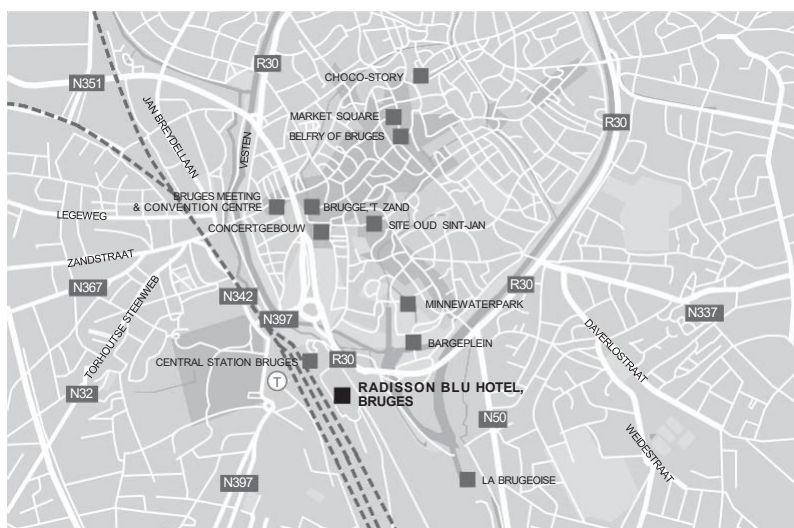 R30
CHOCO-STORY
N351
JAN BREYDELLAAN
VESTEN
MARKET SQUARE
BELFRY OF BRUGES
R30
BRUGES MEETING
& CONVENTION CENTRE
BRUGGE, 'T ZAND
LEGEWEG
CONCERTGEBOUW
SITE OUD SINT-JAN
ZANDSTRAAT
N367
N342
R30
MINNEWATERPARK
N337
TORHOUTSE STEENWEG
N397
BARGEPLEIN
DAVERLOSTRAAT
CENTRAL STATION BRUGES
R30
T
N32
RADISSON BLU HOTEL,
BRUGES
N50
WEIDESTRAAT
N397
LA BRUGEOISE